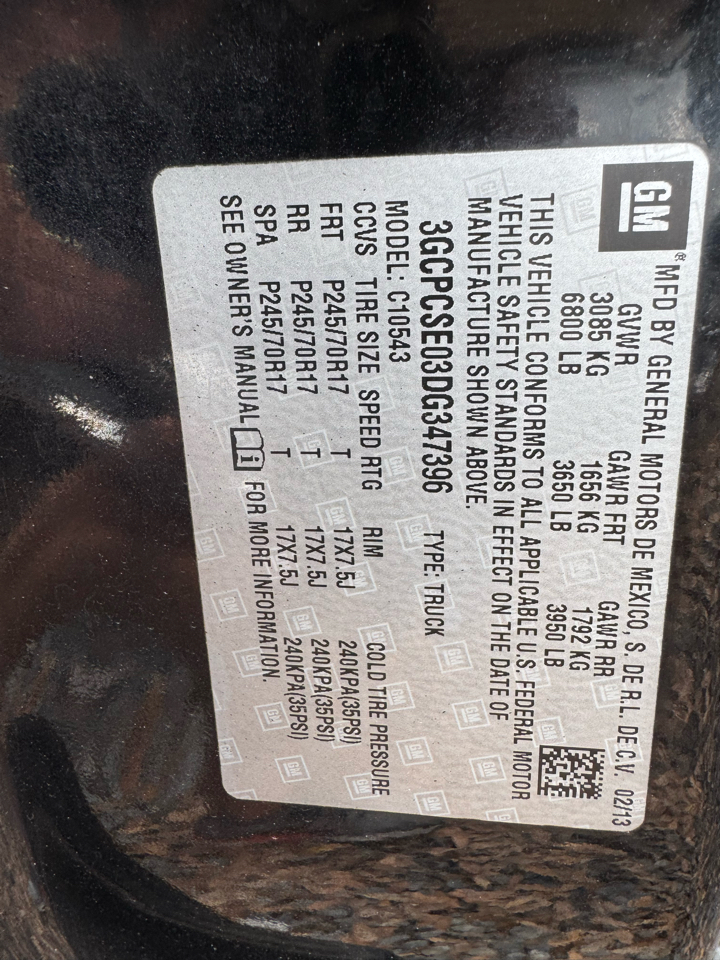 GM® MFD BY GENERAL MOTORS DE MEXICO, S. DE R.L. DE C.V. 02/13
GVWR GAWR FRT GAWR RR
3085 KG 1656 KG 1792 KG
6800 LB 3650 LB 3950 LB
THIS VEHICLE CONFORMS TO ALL APPLICABLE U.S. FEDERAL MOTOR
VEHICLE SAFETY STANDARDS IN EFFECT ON THE DATE OF
MANUFACTURE SHOWN ABOVE.
3GCPCSE03DG347396 TYPE: TRUCK
MODEL: C10543
CCVS TIRE SIZE SPEED RTG RIM COLD TIRE PRESSURE
FRT P245/70R17 T 17X7.5J 240KPA(35PSI)
RR P245/70R17 T 17X7.5J 240KPA(35PSI)
SPA P245/70R17 T 17X7.5J 240KPA(35PSI)
SEE OWNER'S MANUAL FOR MORE INFORMATION.